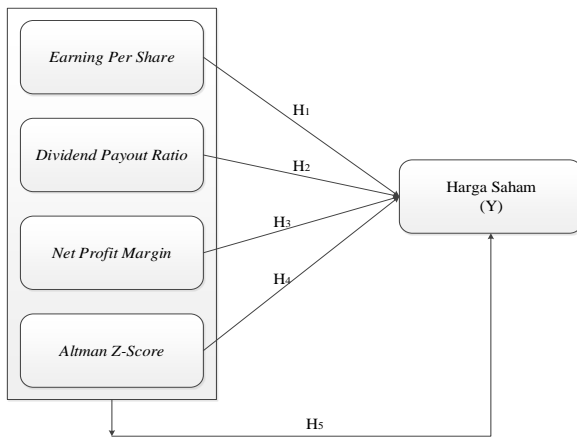 Earning Per Share
H1
Dividend Payout Ratio
H2
Harga Saham
(Y)
Net Profit Margin
H3
H4
Altman Z-Score
H5